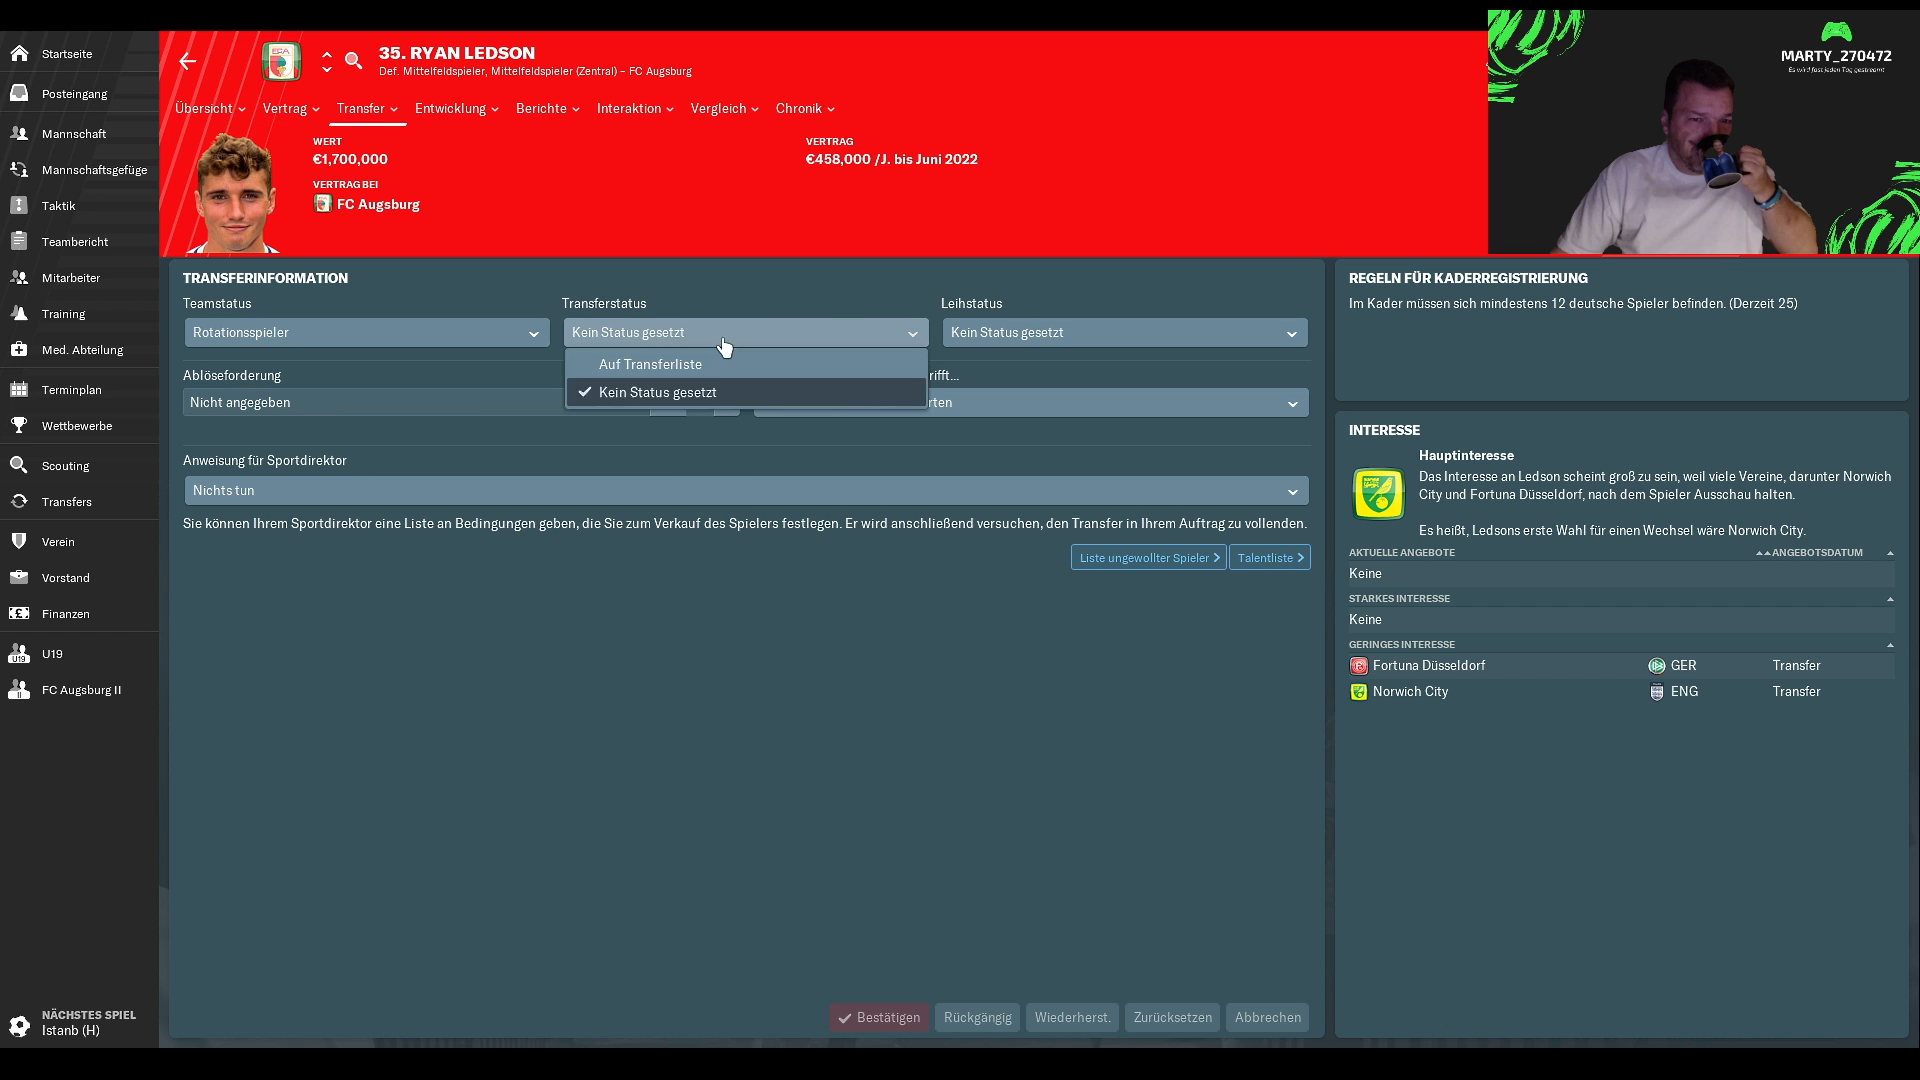 Startseite
Posteingang
Mannschaft
Mannschaftsgefüge
Taktik
Teambericht
Mitarbeiter
Training
Med. Abteilung
Terminplan
Wettbewerbe
Scouting
Transfers
Verein
Vorstand
Finanzen
U19
FC Augsburg II
NÄCHSTES SPIEL
Istanb (H)
35. RYAN LEDSON
Def. Mittelfeldspieler, Mittelfeldspieler (Zentral) – FC Augsburg
Übersicht Vertrag Transfer Entwicklung Berichte Interaktion Vergleich Chronik
WERT
€1,700,000
VERTRAG BEI
FC Augsburg
VERTRAG
€458,000 /J. bis Juni 2022
MARTY_270472
Es wird fast jeden Tag gestreamt
TRANSFERINFORMATION
Teamstatus Transferstatus Leihstatus
Rotationsspieler Kein Status gesetzt Kein Status gesetzt
Auf Transferliste
Kein Status gesetzt
Ablöseforderung rifft...
Nicht angegeben rten
Anweisung für Sportdirektor
Nichts tun
Sie können Ihrem Sportdirektor eine Liste an Bedingungen geben, die Sie zum Verkauf des Spielers festlegen. Er wird anschließend versuchen, den Transfer in Ihrem Auftrag zu vollenden.
Liste ungewollter Spieler Talentliste
Bestätigen Rückgängig Wiederherst. Zurücksetzen Abbrechen
REGELN FÜR KADERREGISTRIERUNG
Im Kader müssen sich mindestens 12 deutsche Spieler befinden. (Derzeit 25)
INTERESSE
Hauptinteresse
Das Interesse an Ledson scheint groß zu sein, weil viele Vereine, darunter Norwich
City und Fortuna Düsseldorf, nach dem Spieler Ausschau halten.
Es heißt, Ledsons erste Wahl für einen Wechsel wäre Norwich City.
AKTUELLE ANGEBOTE ANGEBOTSDATUM
Keine
STARKES INTERESSE
Keine
GERINGES INTERESSE
Fortuna Düsseldorf GER Transfer
Norwich City ENG Transfer